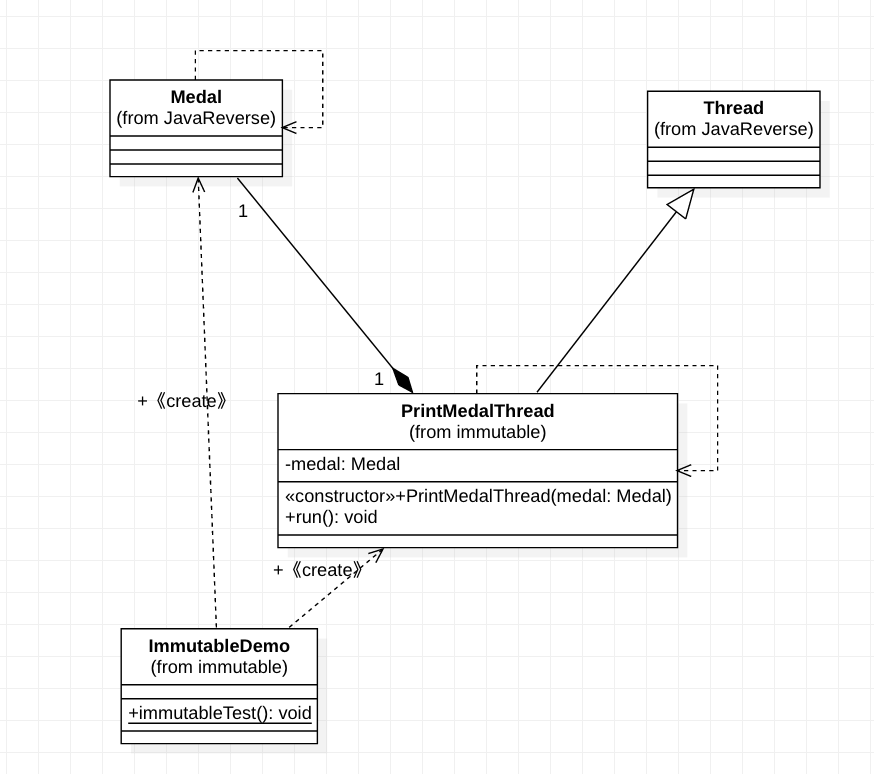 Medal
(from JavaReverse)
Thread
(from JavaReverse)
1
1
+《create》
PrintMedalThread
(from immutable)
-medal: Medal
«constructor»+PrintMedalThread(medal: Medal)
+run(): void
+《create》
ImmutableDemo
(from immutable)
+immutableTest(): void